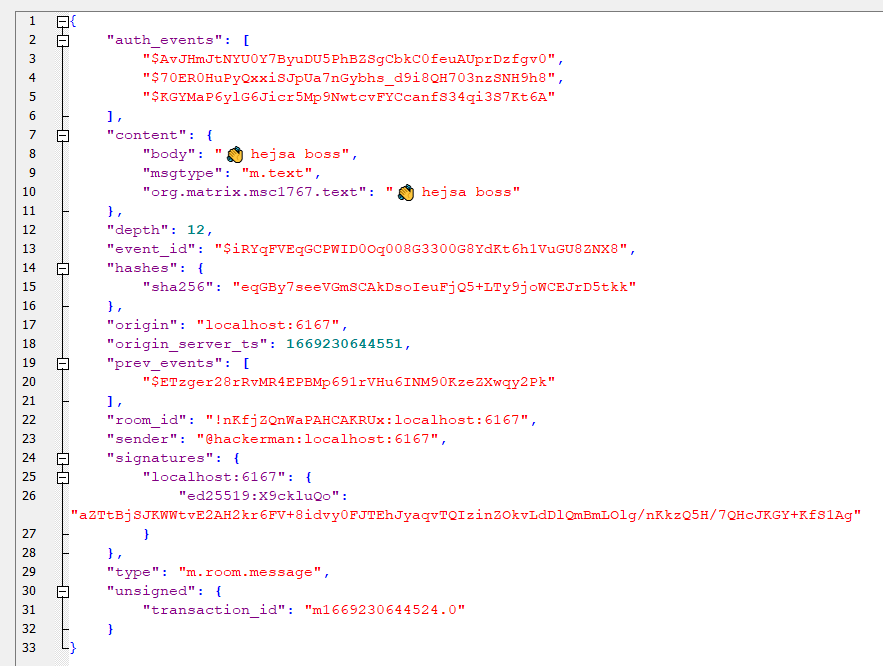 1 {
2 "auth_events": [
3 "$AvJHmJtNYU0Y7ByuDU5PhBZSgCbkC0feuAUprDzfgv0",
4 "$70ER0HuPyQxxiSJpUa7nGybhs_d9i8QH703nzSNH9h8",
5 "$KGYMaP6ylG6Jicr5Mp9NwtcvFYCcanfS34qi3S7Kt6A"
6 ],
7 "content": {
8 "body": "👋 hejsa boss",
9 "msgtype": "m.text",
10 "org.matrix.msc1767.text": "👋 hejsa boss"
11 },
12 "depth": 12,
13 "event_id": "$iRYqFVEqGCPWID0Oq008G3300G8YdKt6h1VuGU8ZNX8",
14 "hashes": {
15 "sha256": "eqGBy7seeVGmSCAkDsoIeuFjQ5+LTy9joWCEJrD5tkk"
16 },
17 "origin": "localhost:6167",
18 "origin_server_ts": 1669230644551,
19 "prev_events": [
20 "$ETzger28rRvMR4EPBMp691rVHu6INM90KzeZXwqy2Pk"
21 ],
22 "room_id": "!nKfjZQnWaPAHCAKRUx:localhost:6167",
23 "sender": "@hackerman:localhost:6167",
24 "signatures": {
25 "localhost:6167": {
26 "ed25519:X9ckluQo":
"aZTtBjSJKWWtvE2AH2kr6FV+8idvy0FJTEhJyaqvTQIzinZOkvLdDlQmBmLOlg/nKkzQ5H/7QHcJKGY+KfS1Ag"
27 }
28 },
29 "type": "m.room.message",
30 "unsigned": {
31 "transaction_id": "m1669230644524.0"
32 }
33 }